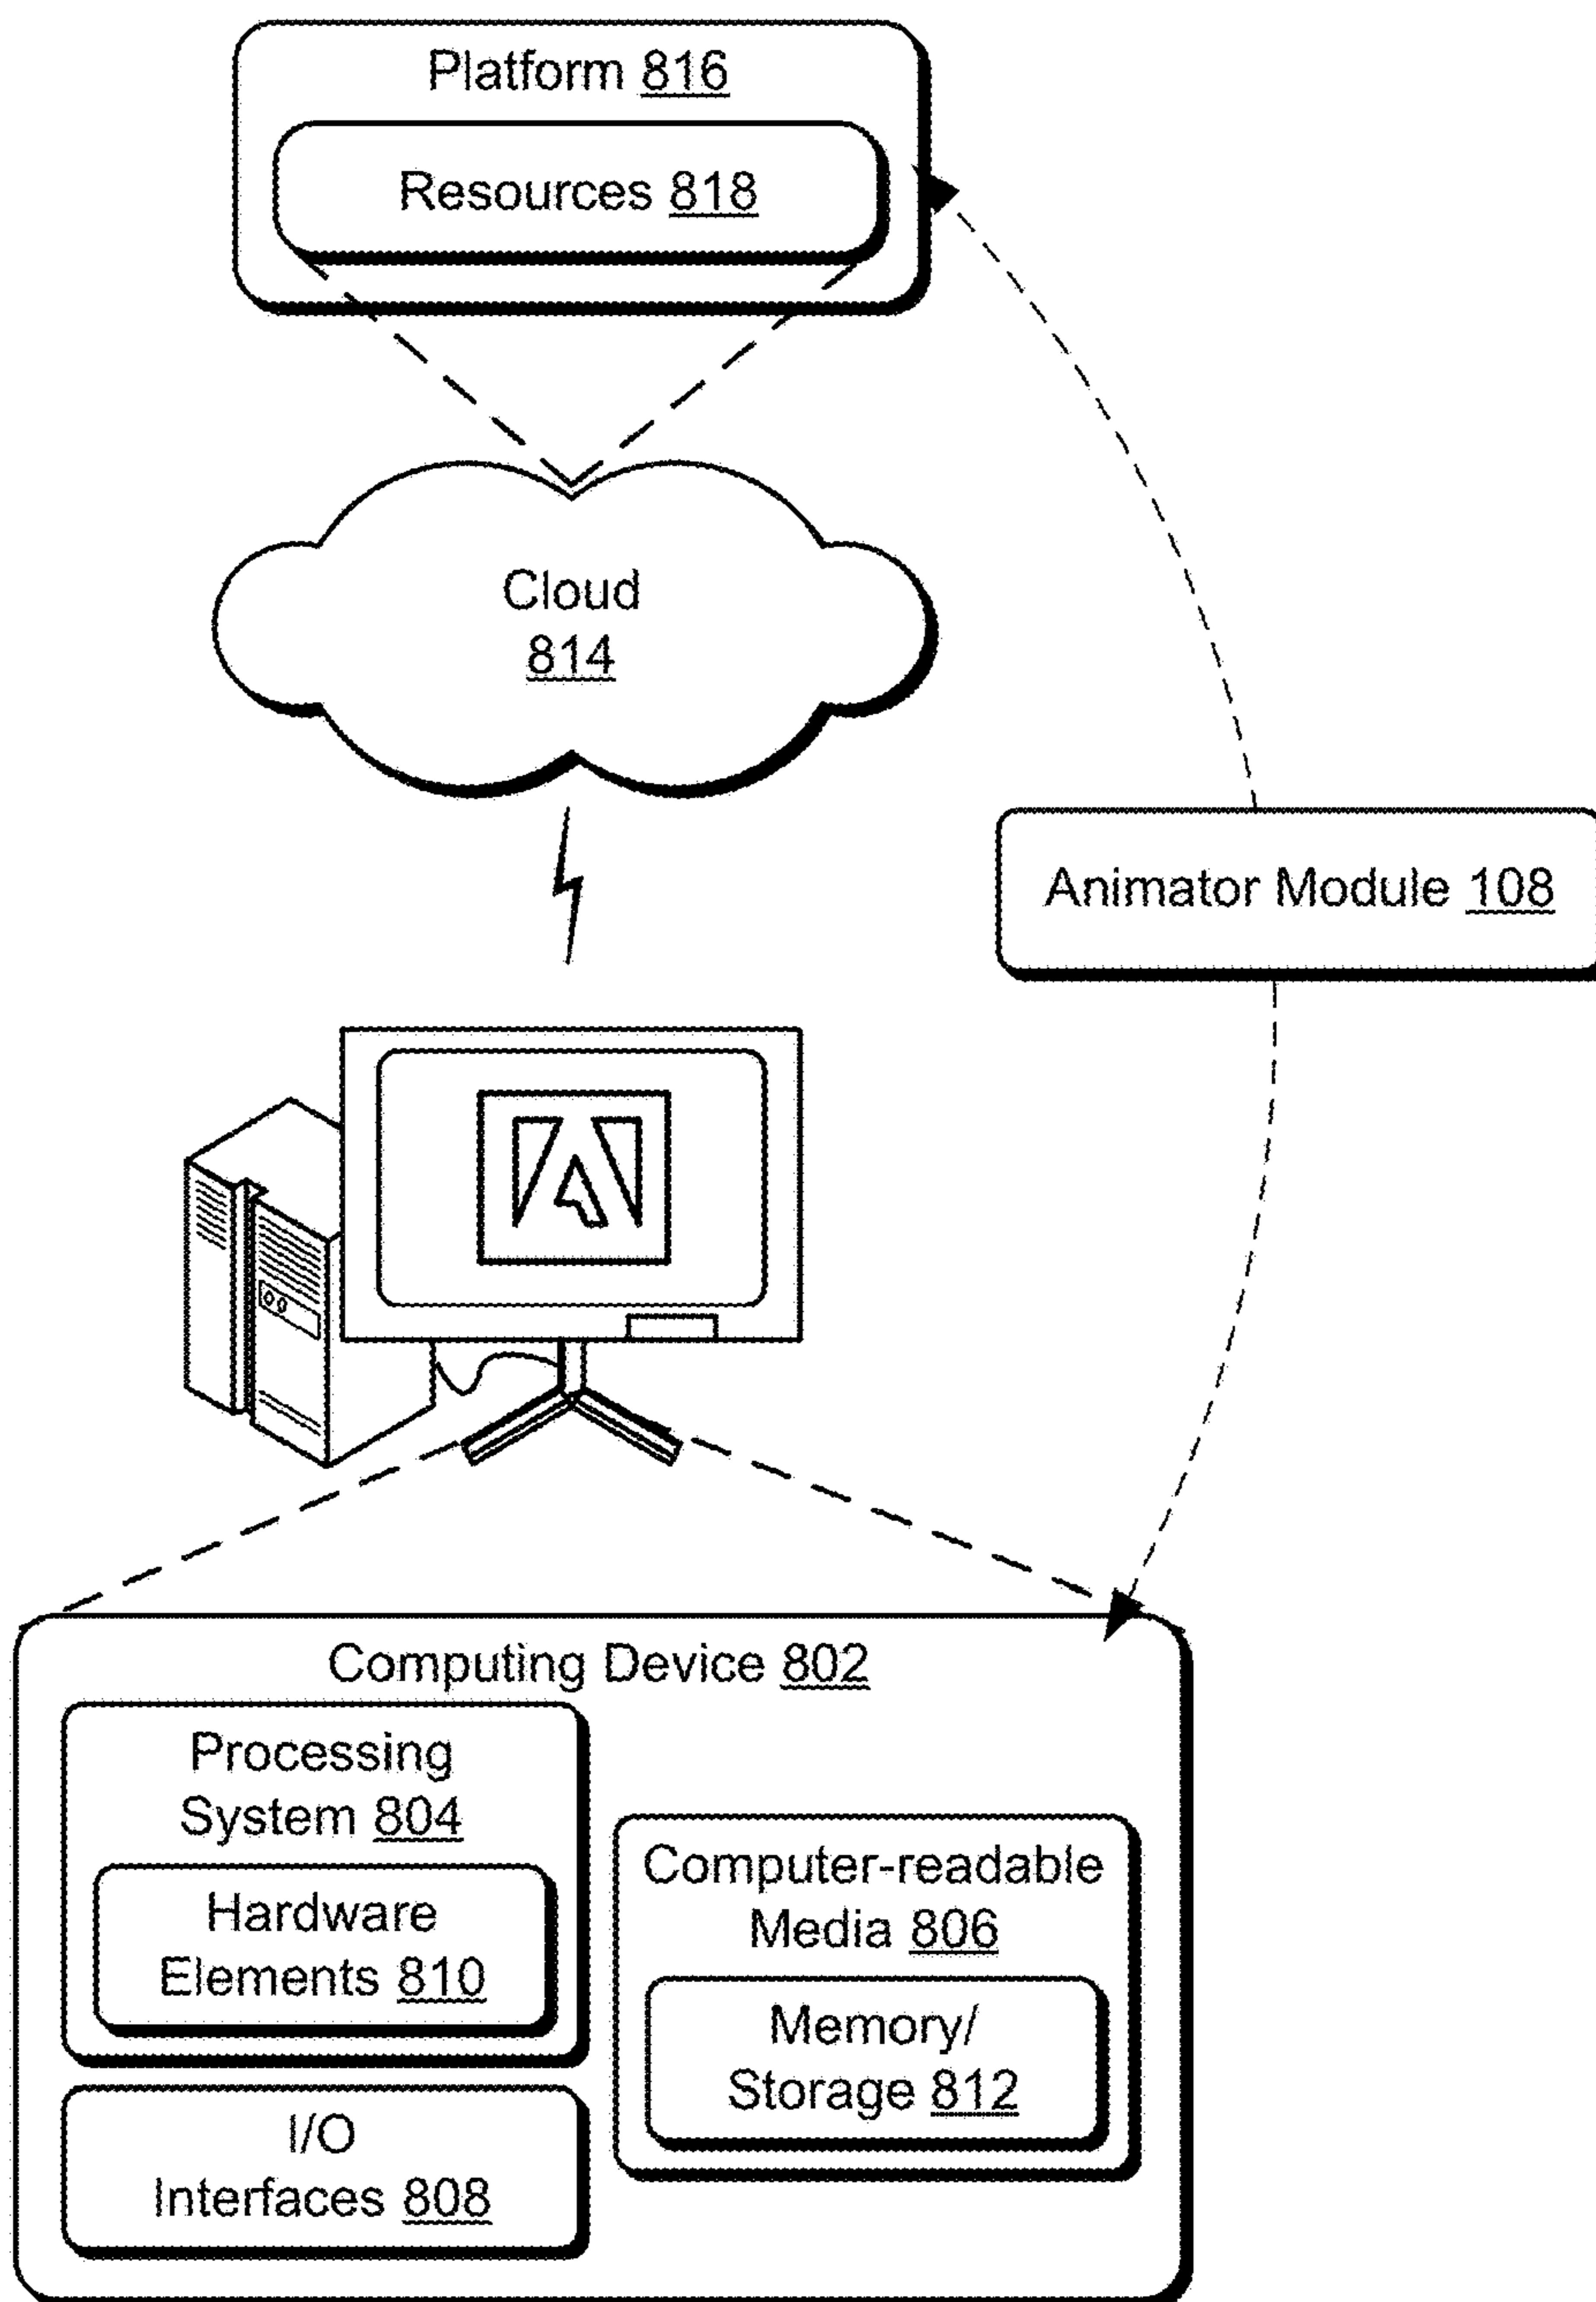 Platform 816
Resources 818
Cloud
814
Animator Module 108
Computing Device 802
Processing
System 804
Hardware
Elements 810
I/O
Interfaces 808
Computer-readable
Media 806
Memory/
Storage 812